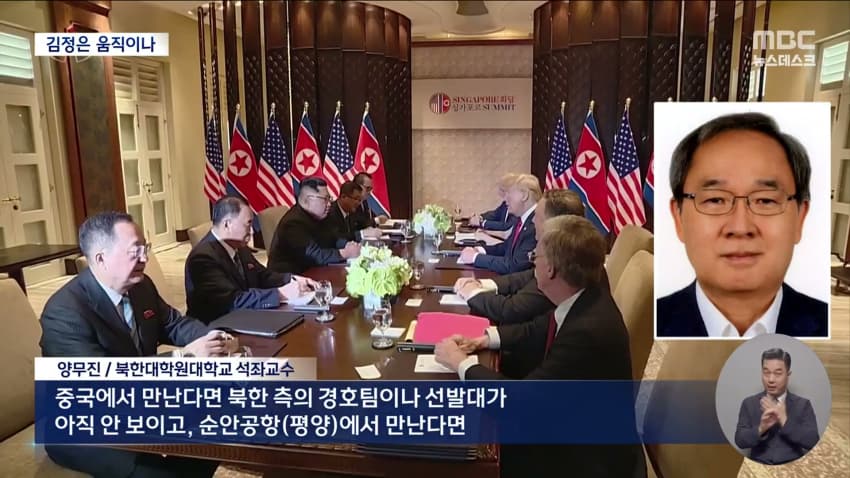 김정은 움직이나
MBC
뉴스데스크
SINGAPORE 회담
싱가포르 SUMMIT
양무진 / 북한대학원대학교 석좌교수
중국에서 만난다면 북한 측의 경호팀이나 선발대가
아직 안 보이고, 순안공항(평양)에서 만난다면